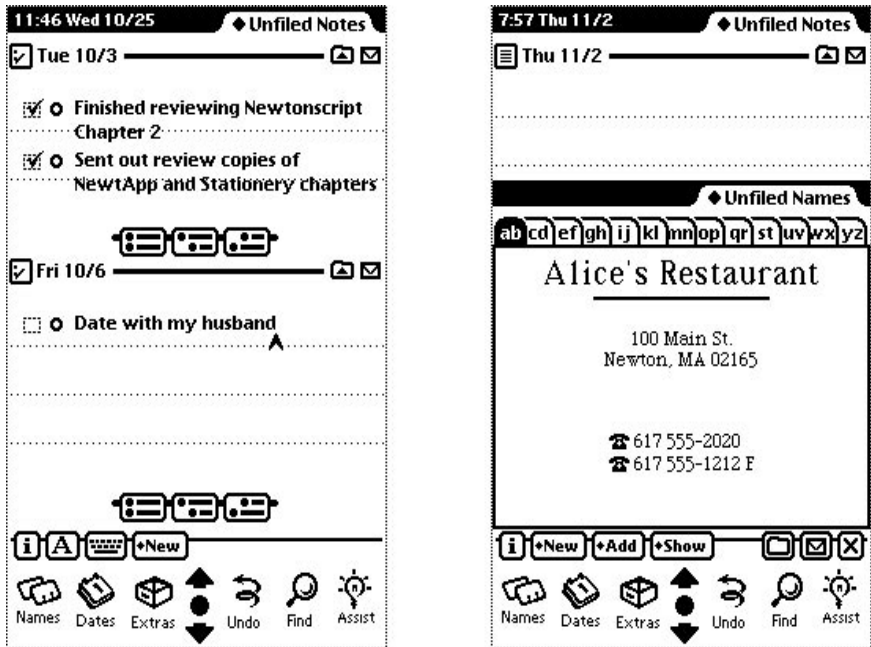 11:46 Wed 10/25
◆Unfiled Notes
Tue 10/3
Finished reviewing Newtonscript
Chapter 2
Sent out review copies of
NewtApp and Stationery chapters
Fri 10/6
Date with my husband
i A ◆New
Names Dates Extras Undo Find Assist
7:57 Thu 11/2
◆Unfiled Notes
Thu 11/2
◆Unfiled Names
ab cd ef gh ij kl mn op qr st uv wx yz
Alice's Restaurant
100 Main St.
Newton, MA 02165
617 555-2020
617 555-1212 F
i ◆New ◆Add ◆Show X
Names Dates Extras Undo Find Assist